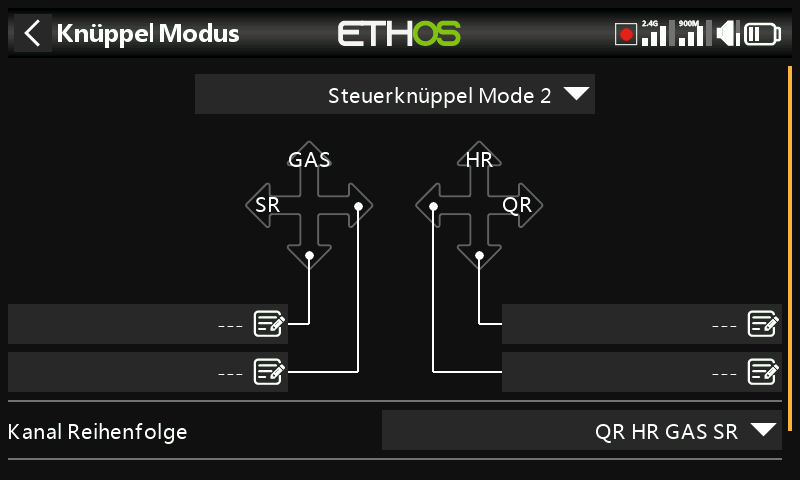 Knüppel Modus
ETHOS
2.4G
900M
Steuerknüppel Mode 2
GAS
HR
SR
QR
---
---
---
---
Kanal Reihenfolge
QR HR GAS SR